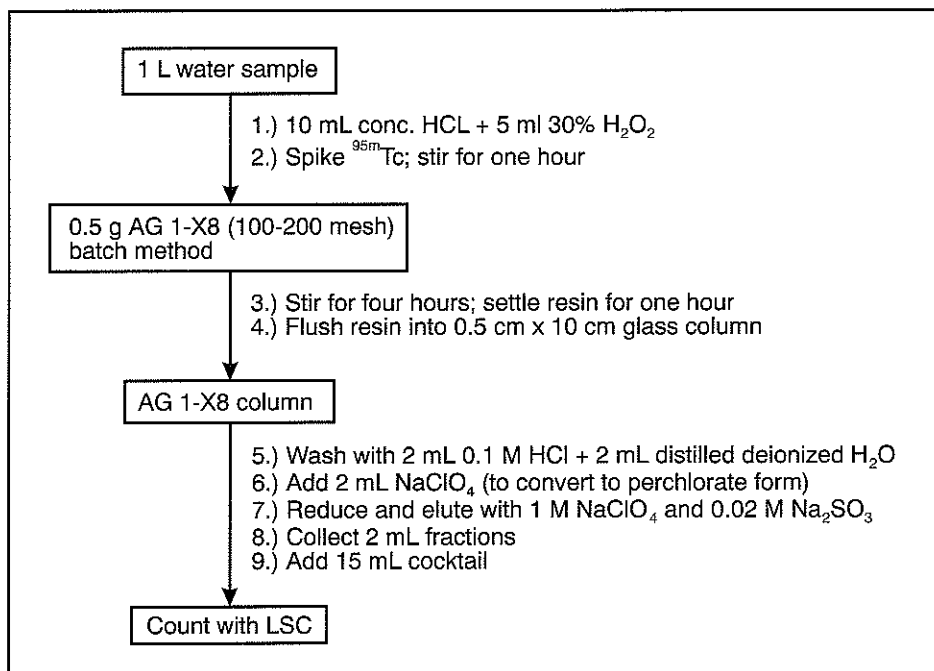 1 L water sample
1.) 10 mL conc. HCL + 5 ml 30% H₂O₂
2.) Spike ⁹⁵ᵐTc; stir for one hour
0.5 g AG 1-X8 (100-200 mesh)
batch method
3.) Stir for four hours; settle resin for one hour
4.) Flush resin into 0.5 cm x 10 cm glass column
AG 1-X8 column
5.) Wash with 2 mL 0.1 M HCl + 2 mL distilled deionized H₂O
6.) Add 2 mL NaClO₄ (to convert to perchlorate form)
7.) Reduce and elute with 1 M NaClO₄ and 0.02 M Na₂SO₃
8.) Collect 2 mL fractions
9.) Add 15 mL cocktail
Count with LSC